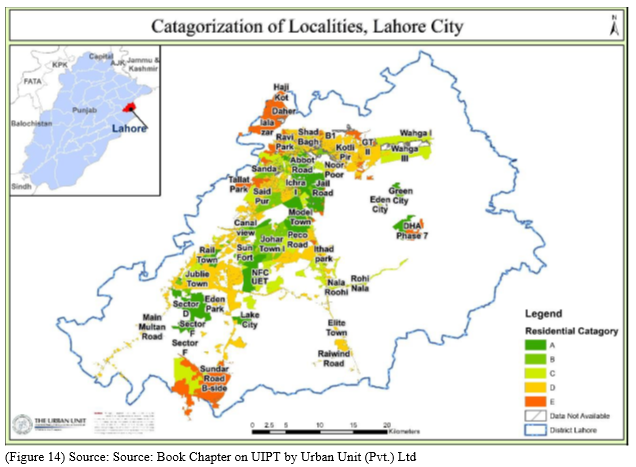 Catagorization of Localities, Lahore City
N
Capital
Jammu &
KPK
AJK
Kashmir
FATA
Punjab
Balochistan
Lahore
Sindh
Haji
Kot
Daher
lala
zar
Ravi
Park
Shad
Bagh
B1
Kotli
Pir
GT
II
Wahga I
Wahga
III
Aboot
Road
Noor
Poor
Sanda
Ichra
I
Jail
Road
Tallat
Park
Said
Pur
Green
Eden City
City
Model
Town
DHA
Phase 7
Canal
view
Peco
Road
Johar
Town I
Sun
Fort
Ithad
park
Rail
Town
NFC
UET
Jublie
Town
Nala
Roohi
Rohi
Nala
Sector
D
Eden
Park
Sector
F
Lake
City
Main
Multan
Road
Sector
F
Elite
Town
Raiwind
Road
Sundar
Road
B-side
Legend
Residential Catagory
A
B
C
D
E
Data Not Available
District Lahore
THE URBAN UNIT
0 2.5 5 10 15 20
Kilometers
(Figure 14) Source: Source: Book Chapter on UIPT by Urban Unit (Pvt.) Ltd